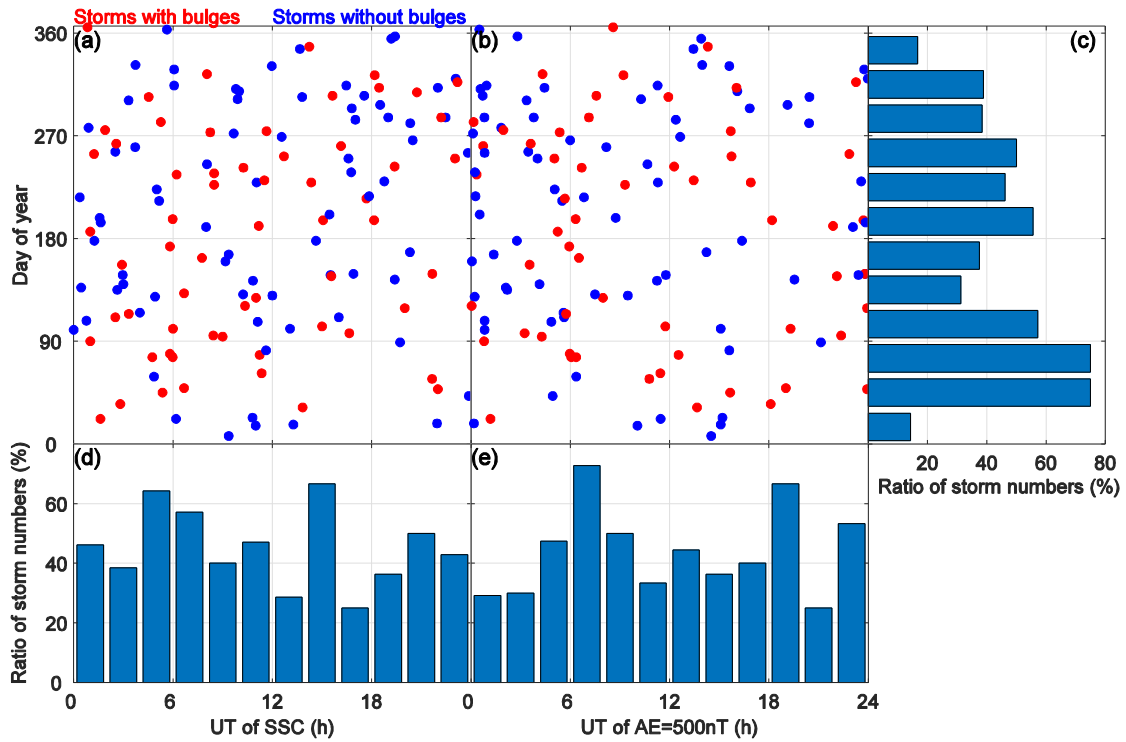 Storms with bulges Storms without bulges
(a) (b) (c)
360
270
180
90
0
Day of year
20 40 60 80
Ratio of storm numbers (%)
(d) (e)
60
40
20
0
Ratio of storm numbers (%)
0 6 12 18 0 6 12 18 24
UT of SSC (h) UT of AE=500nT (h)